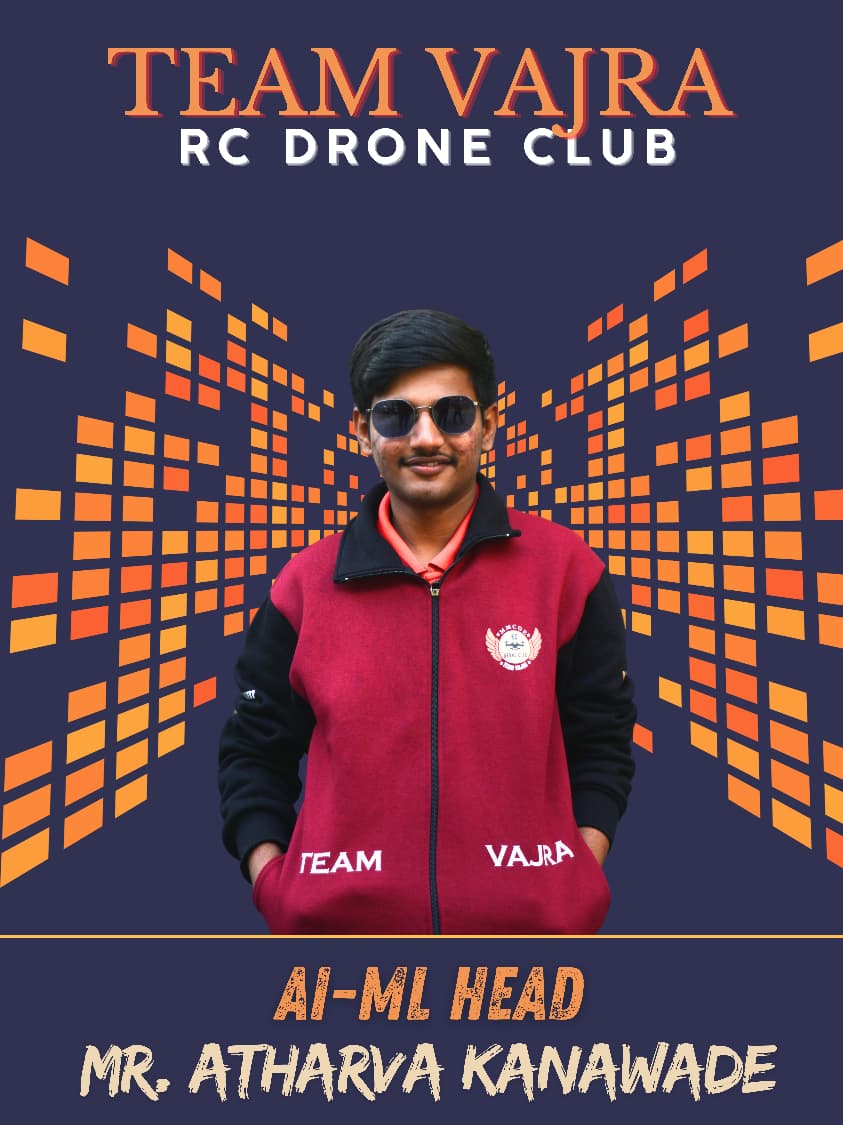 TEAM VAJRA
RC DRONE CLUB
TEAM VAJRA
AI-ML HEAD
MR. ATHARVA KANAWADE